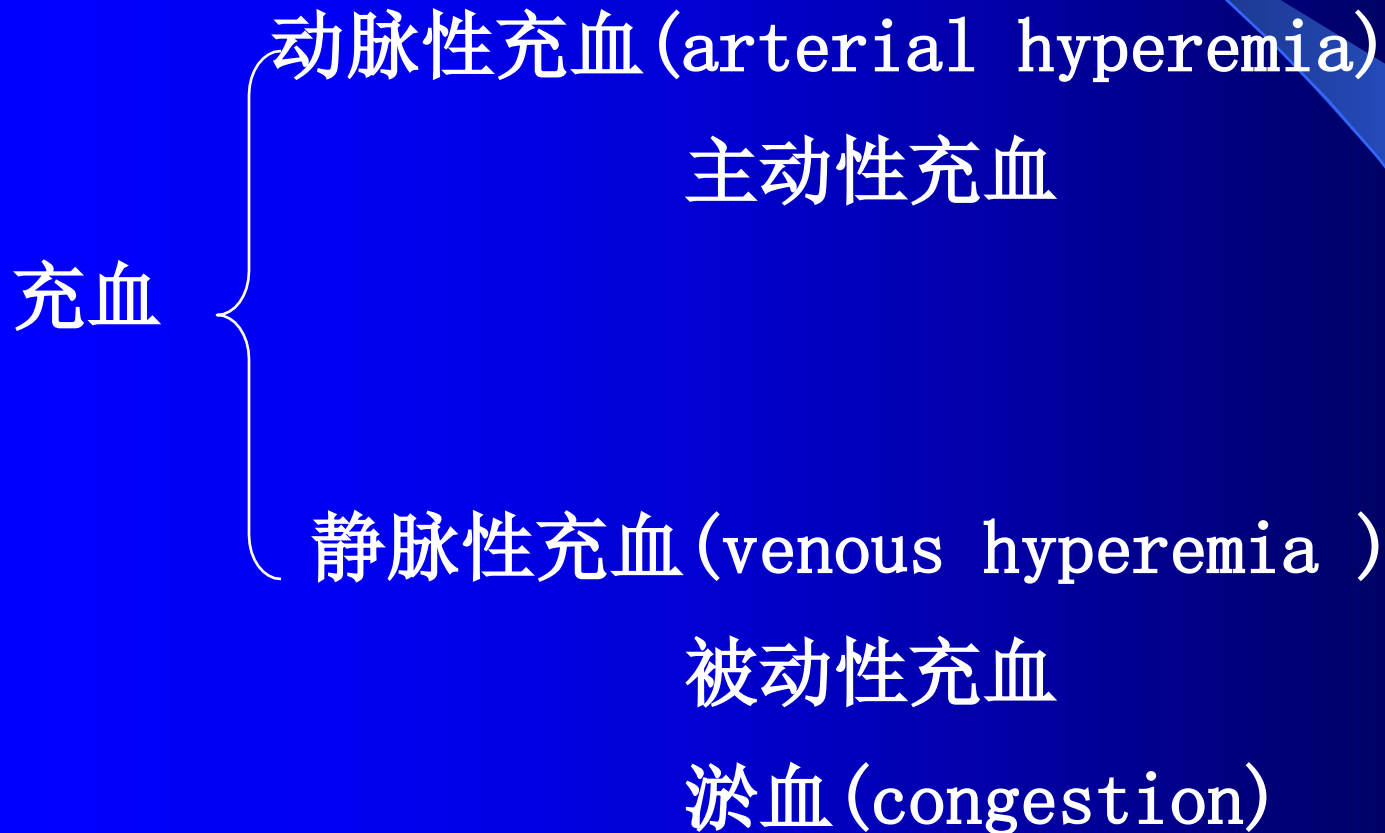 动脉性充血(arterial hyperemia)
主动性充血
充血
静脉性充血(venous hyperemia )
被动性充血
淤血(congestion)